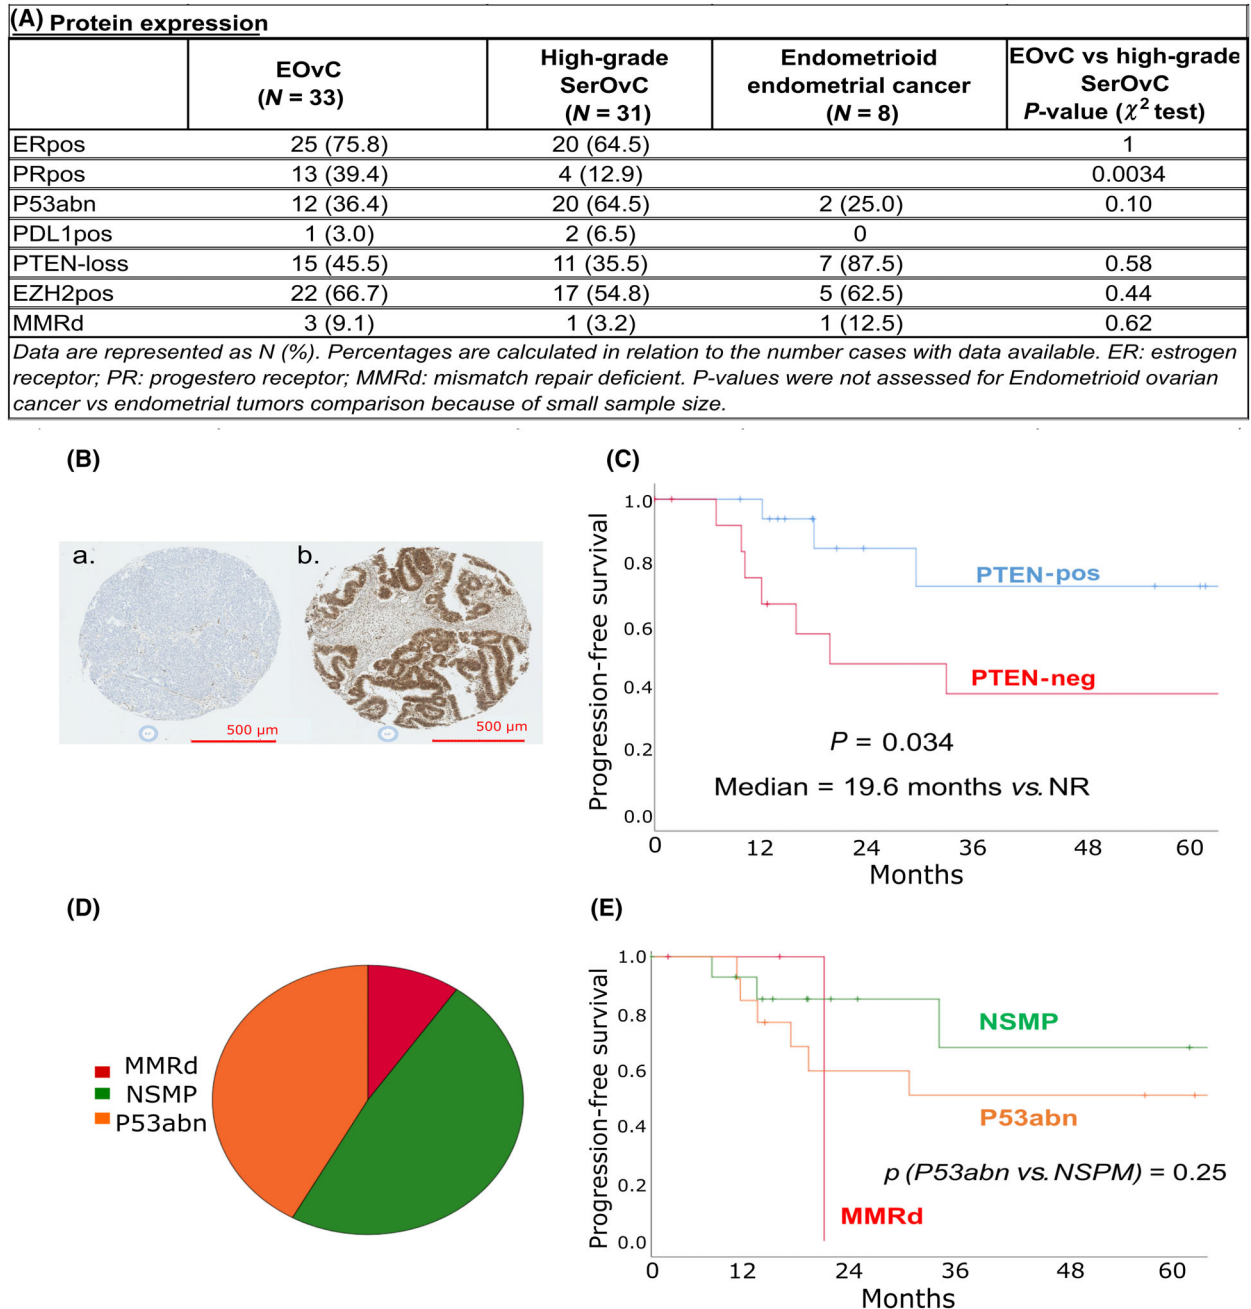 (A) Protein expression
EOvC (N = 33) High-grade SerOvC (N = 31) Endometrioid endometrial cancer (N = 8) EOvC vs high-grade SerOvC P-value (χ² test)
ERpos 25 (75.8) 20 (64.5) 1
PRpos 13 (39.4) 4 (12.9) 0.0034
P53abn 12 (36.4) 20 (64.5) 2 (25.0) 0.10
PDL1pos 1 (3.0) 2 (6.5) 0
PTEN-loss 15 (45.5) 11 (35.5) 7 (87.5) 0.58
EZH2pos 22 (66.7) 17 (54.8) 5 (62.5) 0.44
MMRd 3 (9.1) 1 (3.2) 1 (12.5) 0.62
Data are represented as N (%). Percentages are calculated in relation to the number cases with data available. ER: estrogen
receptor; PR: progestero receptor; MMRd: mismatch repair deficient. P-values were not assessed for Endometrioid ovarian
cancer vs endometrial tumors comparison because of small sample size.
(B)
a.
b.
500 µm
500 µm
(C)
Progression-free survival
1.0
0.8
0.6
0.4
0.2
0.0
PTEN-pos
PTEN-neg
P = 0.034
Median = 19.6 months vs. NR
0 12 24 36 48 60
Months
(D)
MMRd
NSMP
P53abn
(E)
Progression-free survival
1.0
0.8
0.6
0.4
0.2
0.0
NSMP
P53abn
p (P53abn vs. NSPM) = 0.25
MMRd
0 12 24 36 48 60
Months